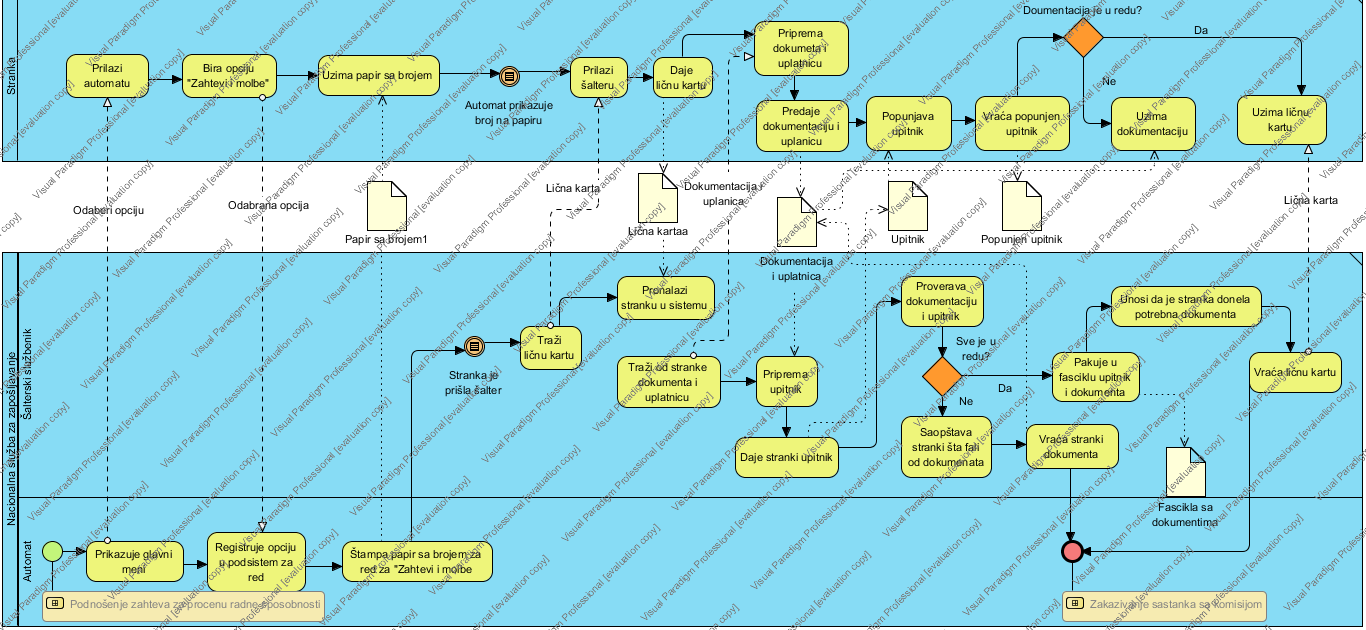 Stranka
Prilazi
automatu
Bira opciju
"Zahtevi i molbe"
Uzima papir sa brojem
Automat prikazuje
broj na papiru
Prilazi
šalteru
Daje
ličnu kartu
Priprema
dokumeta i
uplatnicu
Predaje
dokumentaciju i
uplanicu
Popunjava
upitnik
Vraća popunjen
upitnik
Doumentacija je u redu?
Da
Ne
Uzima
dokumentaciju
Uzima ličnu
kartu
Odaberi opciju
Odabrana opcija
Papir sa brojem1
Lična karta
Lična kartaa
Dokumentacija i
uplanica
Dokumentacija
i uplatnica
Upitnik
Popunjen upitnik
Lična karta
Nacionalna služba za zapošljavanje
Šalterski službenik
Stranka je
prišla šalter
Traži
ličnu kartu
Pronalazi
stranku u sistemu
Traži od stranke
dokumenta i
uplatnicu
Priprema
upitnik
Daje stranki upitnik
Proverava
dokumentaciju
i upitnik
Sve je u
redu?
Da
Ne
Saopštava
stranki šta fali
od dokumenata
Vraća stranki
dokumenta
Pakuje u
fasciklu upitnik
i dokumenta
Unosi da je stranka donela
potrebna dokumenta
Vraća ličnu kartu
Fascikla sa
dokumentima
Automat
Prikazuje glavni
meni
Registruje opciju
u podsistem za
red
Štampa papir sa brojem za
red za "Zahtevi i molbe
Podnošenje zahteva za procenu radne sposobnosti
Zakazivanje sastanka sa komisijom
Visual Paradigm Professional [evaluation copy]